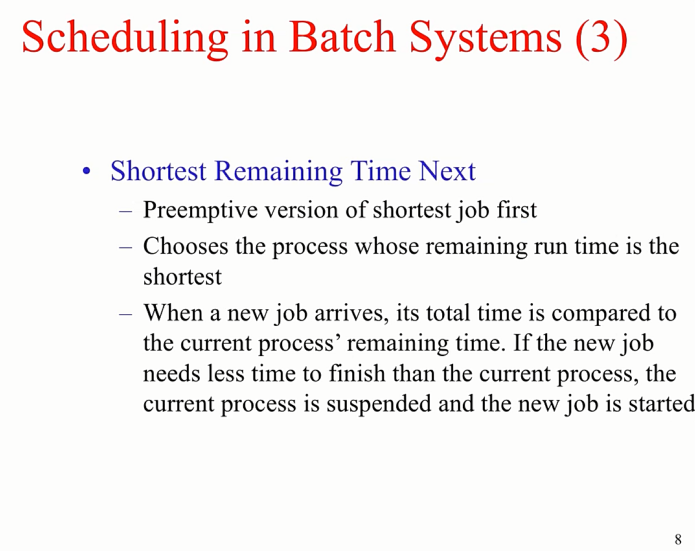 Scheduling in Batch Systems (3)
• Shortest Remaining Time Next
– Preemptive version of shortest job first
– Chooses the process whose remaining run time is the
shortest
– When a new job arrives, its total time is compared to
the current process’ remaining time. If the new job
needs less time to finish than the current process, the
current process is suspended and the new job is started
8